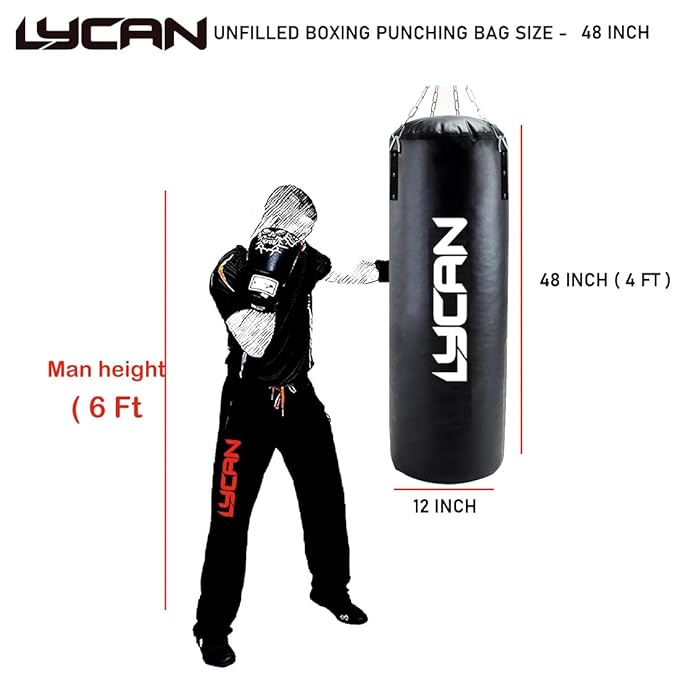 LYCAN UNFILLED BOXING PUNCHING BAG SIZE - 48 INCH
LYCAN
48 INCH ( 4 FT )
Man height
( 6 Ft
LYCAN
12 INCH